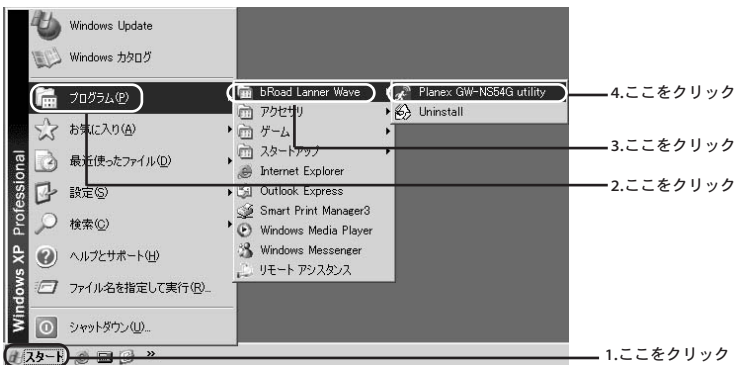 Windows Update
Windows カタログ
プログラム(P)
お気に入り(A)
最近使ったファイル(D)
設定(S)
検索(C)
ヘルプとサポート(H)
ファイル名を指定して実行(R)...
シャットダウン(U)...
Windows XP Professional
bRoad Lanner Wave
アクセサリ
ゲーム
スタートアップ
Internet Explorer
Outlook Express
Smart Print Manager3
Windows Media Player
Windows Messenger
リモート アシスタンス
Planex GW-NS54G utility
Uninstall
4.ここをクリック
3.ここをクリック
2.ここをクリック
スタート
»
1.ここをクリック